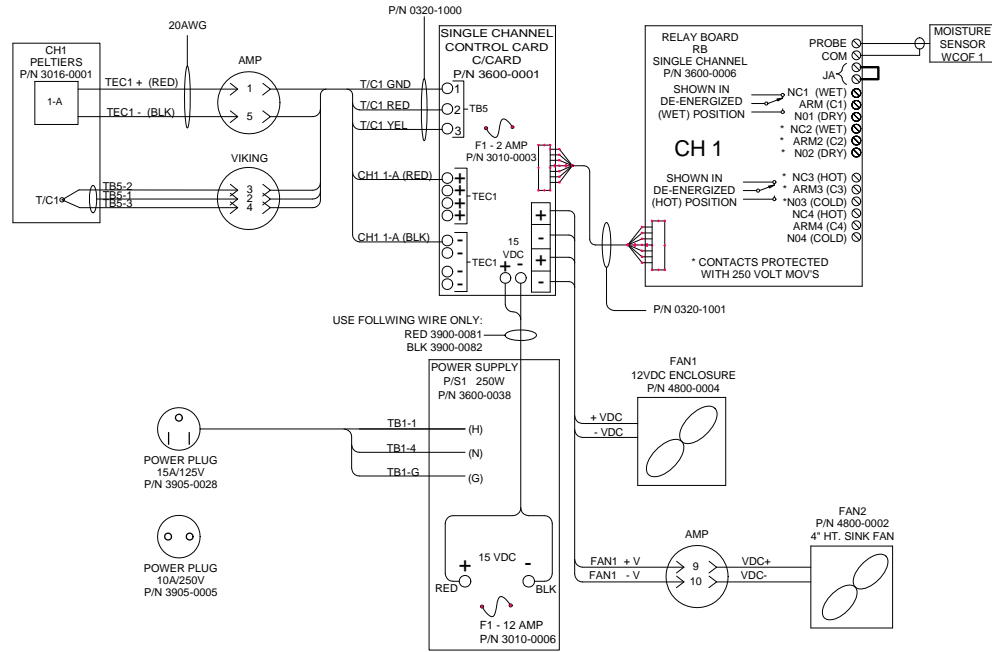 P/N 0320-1000
20AWG
CH1
PELTIERS
P/N 3016-0001
1-A
TEC1 + (RED)
TEC1 - (BLK)
T/C1
TB5-2
TB5-1
TB5-3
AMP
1
5
VIKING
3
2
4
SINGLE CHANNEL
CONTROL CARD
C/CARD
P/N 3600-0001
T/C1 GND
T/C1 RED
T/C1 YEL
1
2
3
TB5
F1 - 2 AMP
P/N 3010-0003
CH1 1-A (RED)
+
+
+
+
TEC1
CH1 1-A (BLK)
-
-
-
-
TEC1
15
VDC
+ -
+
-
+
-
RELAY BOARD
RB
SINGLE CHANNEL
P/N 3600-0006
SHOWN IN
DE-ENERGIZED
(WET) POSITION
CH 1
SHOWN IN
DE-ENERGIZED
(HOT) POSITION
* CONTACTS PROTECTED
WITH 250 VOLT MOV'S
PROBE
COM
JA
NC1 (WET)
ARM (C1)
N01 (DRY)
* NC2 (WET)
* ARM2 (C2)
* N02 (DRY)
* NC3 (HOT)
* ARM3 (C3)
*N03 (COLD)
NC4 (HOT)
ARM4 (C4)
N04 (COLD)
MOISTURE
SENSOR
WCOF 1
P/N 0320-1001
USE FOLLWING WIRE ONLY:
RED 3900-0081
BLK 3900-0082
POWER SUPPLY
P/S1 250W
P/N 3600-0038
TB1-1 (H)
TB1-4 (N)
TB1-G (G)
15 VDC
+ -
RED BLK
F1 - 12 AMP
P/N 3010-0006
POWER PLUG
15A/125V
P/N 3905-0028
POWER PLUG
10A/250V
P/N 3905-0005
FAN1
12VDC ENCLOSURE
P/N 4800-0004
+ VDC
- VDC
FAN2
P/N 4800-0002
4" HT. SINK FAN
AMP
FAN1 + V 9 VDC+
FAN1 - V 10 VDC-